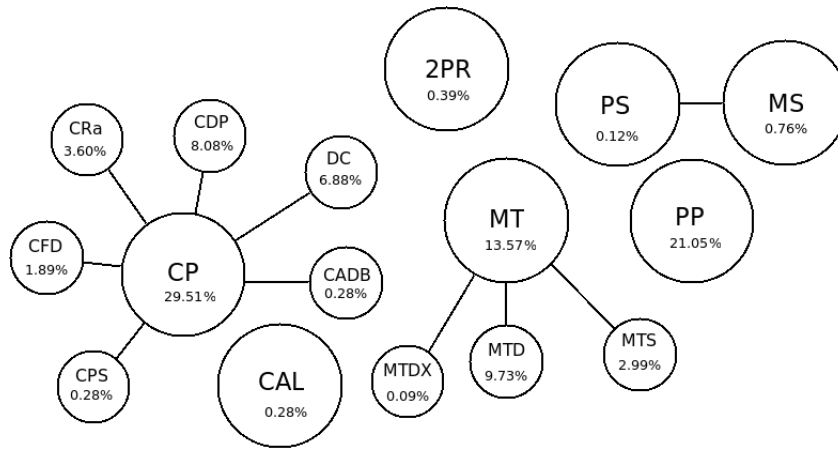 2PR
0.39%
PS
0.12%
MS
0.76%
CRa
3.60%
CDP
8.08%
DC
6.88%
MT
13.57%
PP
21.05%
CFD
1.89%
CP
29.51%
CADB
0.28%
CPS
0.28%
CAL
0.28%
MTDX
0.09%
MTD
9.73%
MTS
2.99%